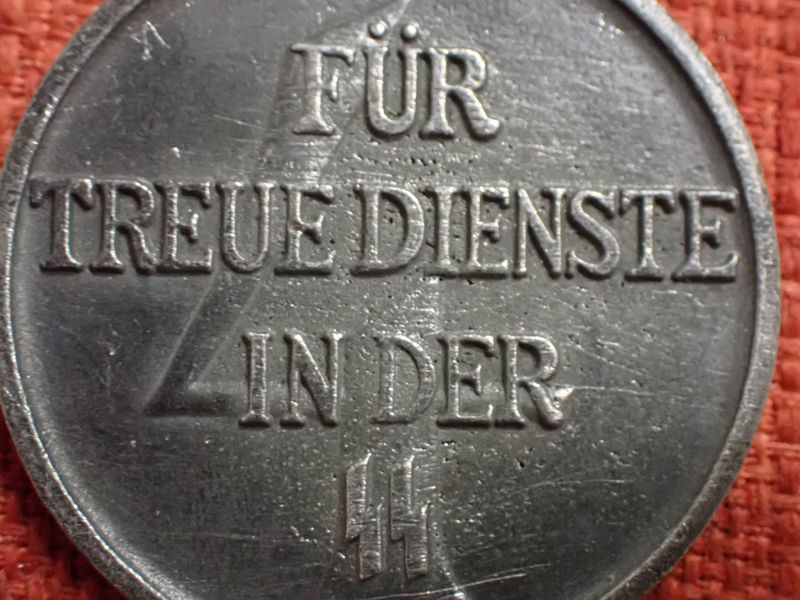 FÜR
TREUE DIENSTE
IN DER
SS